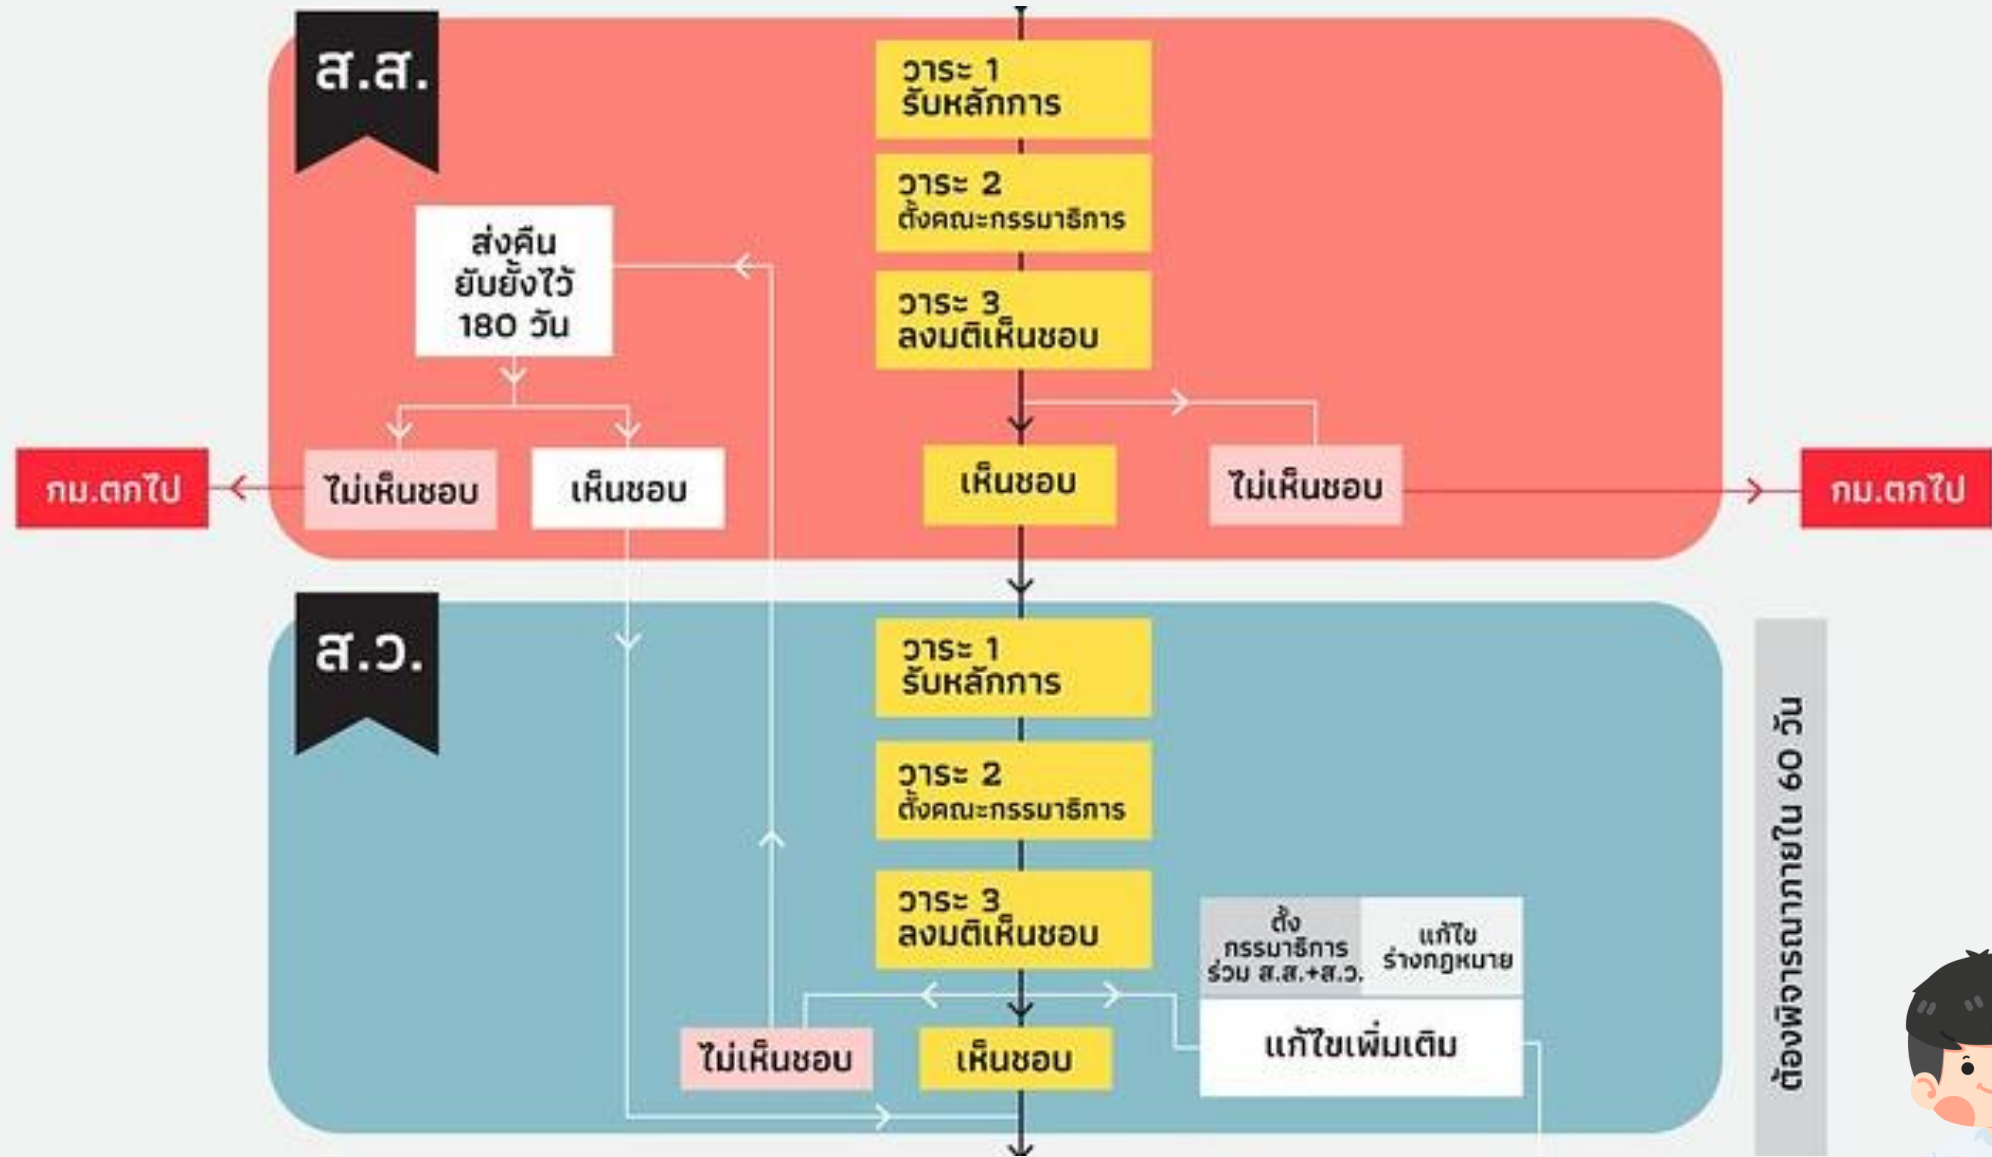 ส.ส.
วาระ 1
รับหลักการ
วาระ 2
ตั้งคณะกรรมาธิการ
วาระ 3
ลงมติเห็นชอบ
ส่งคืน
ยับยั้งไว้
180 วัน
กม.ตกไป
ไม่เห็นชอบ
เห็นชอบ
เห็นชอบ
ไม่เห็นชอบ
กม.ตกไป
ส.ว.
วาระ 1
รับหลักการ
วาระ 2
ตั้งคณะกรรมาธิการ
วาระ 3
ลงมติเห็นชอบ
ตั้ง
กรรมาธิการ
ร่วม ส.ส.+ส.ว.
แก้ไข
ร่างกฎหมาย
ไม่เห็นชอบ
เห็นชอบ
แก้ไขเพิ่มเติม
ต้องพิจารณาภายใน 60 วัน